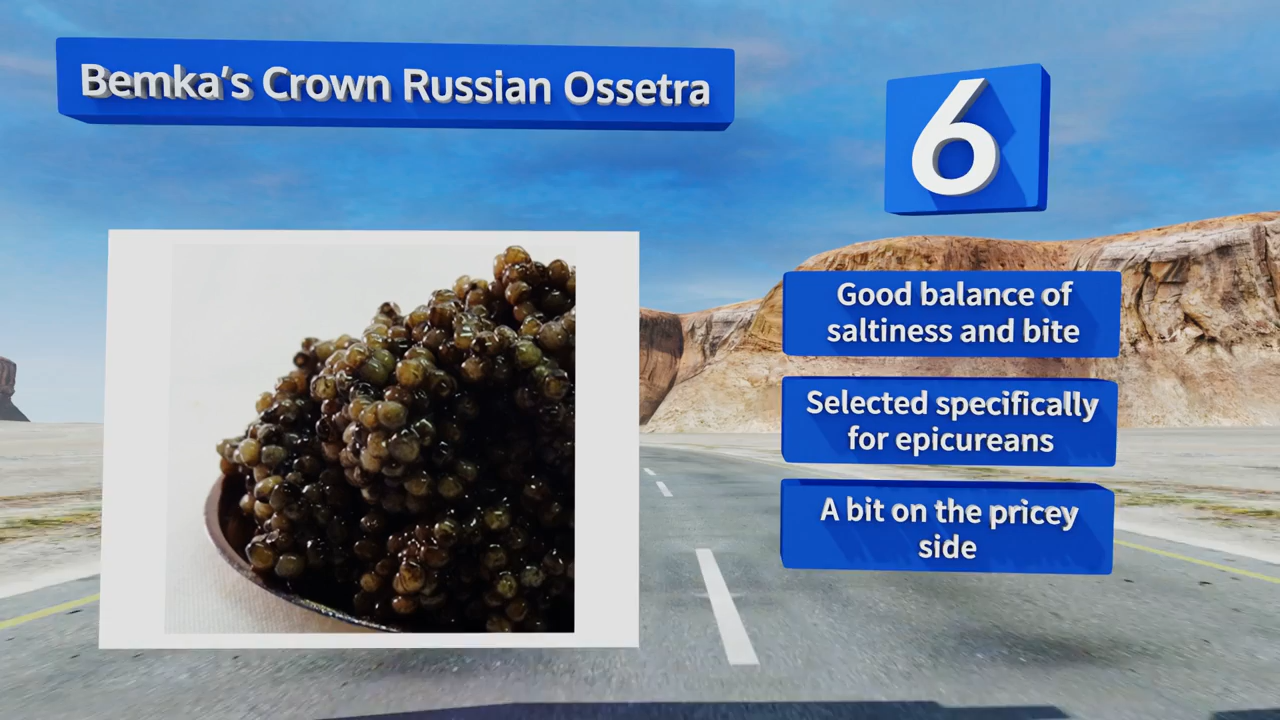 Bemka's Crown Russian Ossetra
6
Good balance of
saltiness and bite
Selected specifically
for epicureans
A bit on the pricey
side